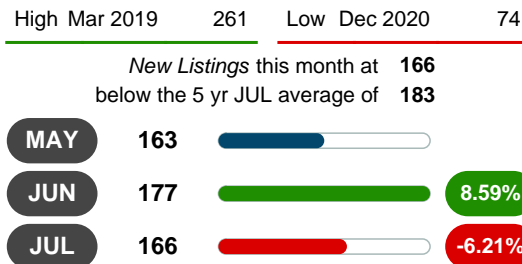 High Mar 2019 261 Low Dec 2020 74
New Listings this month at 166
below the 5 yr JUL average of 183
MAY 163
JUN 177 8.59%
JUL 166 -6.21%